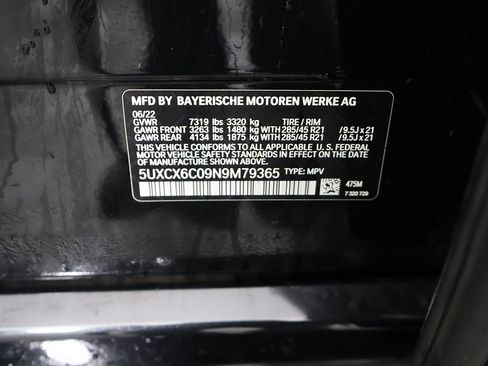 MFD BY BAYERISCHE MOTOREN WERKE AG
06/22
GVWR 7319 lbs 3320 kg TIRE / RIM
GAWR FRONT 3263 lbs 1480 kg WITH 285/45 R21 / 9.5J x 21
GAWR REAR 4134 lbs 1875 kg WITH 285/45 R21 / 9.5J x 21
THIS VEHICLE CONFORMS TO ALL APPLICABLE U.S. FEDERAL
MOTOR VEHICLE SAFETY STANDARDS IN EFFECT ON THE
DATE OF MANUFACTURE SHOWN ABOVE.
5UXCX6C09N9M79365 TYPE: MPV
475M
7 320 729